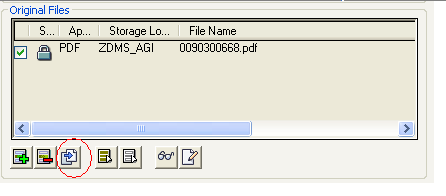 Original Files
S... Ap... Storage Lo... File Name
PDF ZDMS_AGI 0090300668.pdf